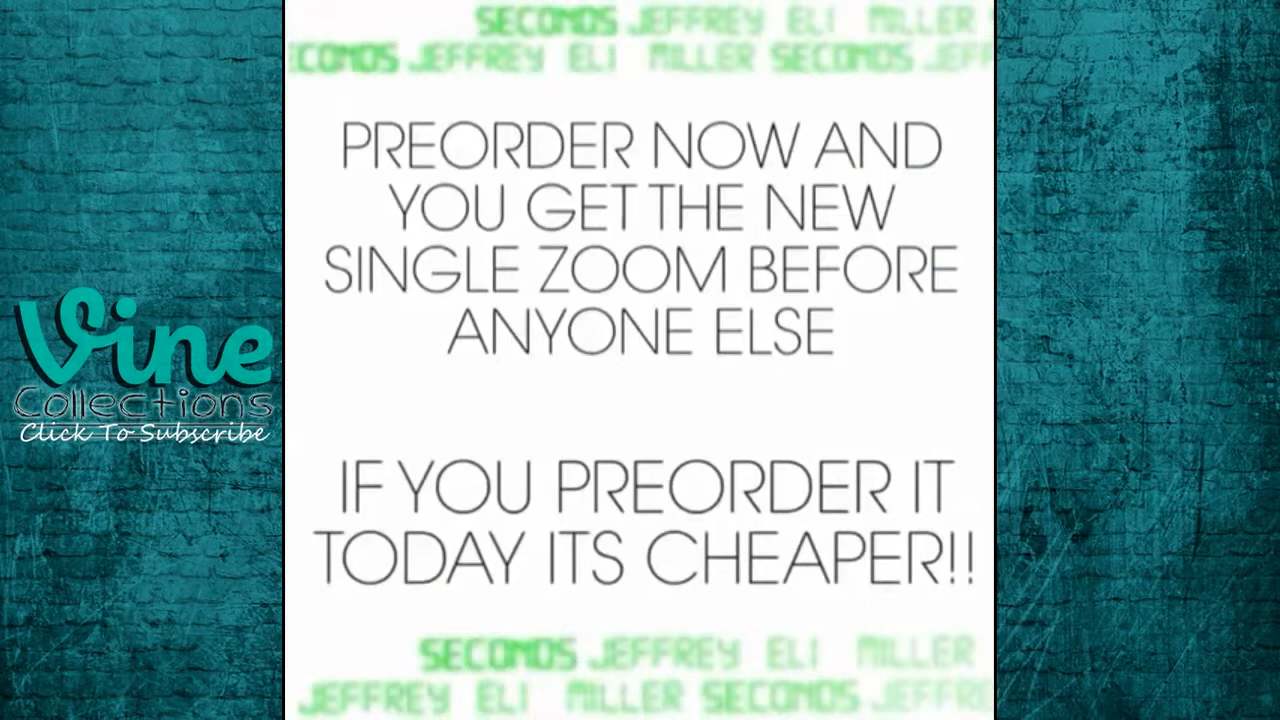 SECONDS JEFFREY ELI MILLER
SECONDS JEFFREY ELI MILLER SECONDS JEFF
PREORDER NOW AND
YOU GET THE NEW
SINGLE ZOOM BEFORE
ANYONE ELSE
Vine
Collections
Click To Subscribe
IF YOU PREORDER IT
TODAY ITS CHEAPER!!
SECONDS JEFFREY ELI MILLER
JEFFREY ELI MILLER SECONDS JEFFRE